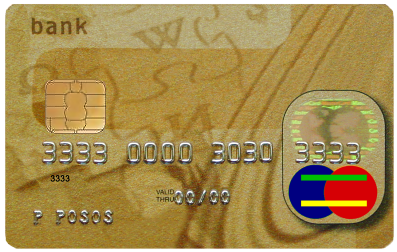 bank
W
3333 0000 3030 3333
3333
VALID
THRU 00/00
P POSOS